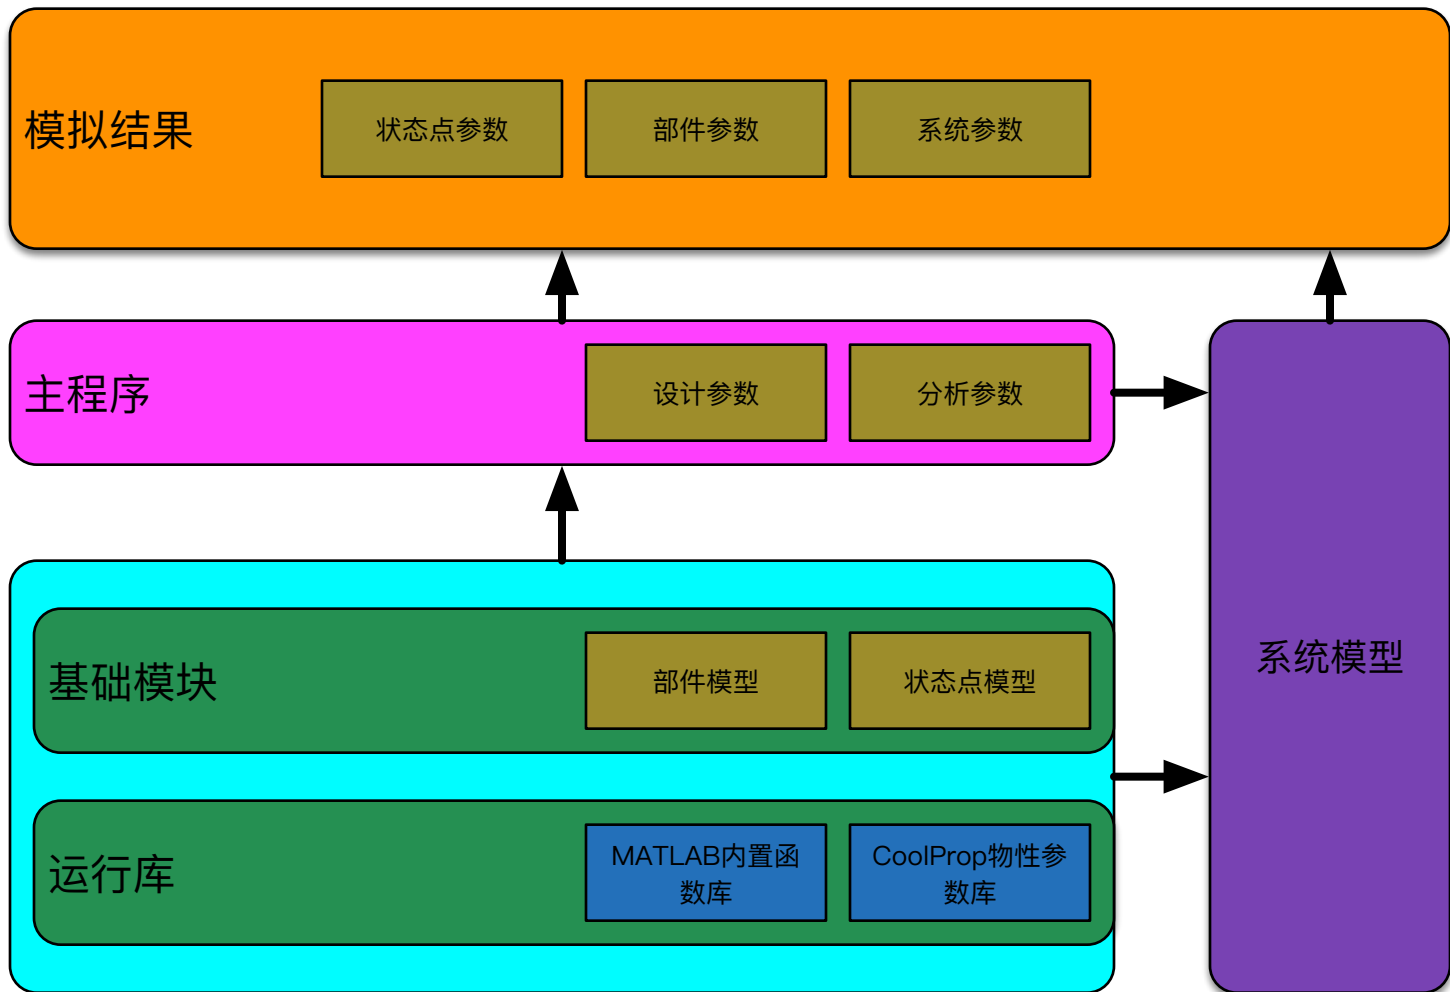 模拟结果
状态点参数
部件参数
系统参数
主程序
设计参数
分析参数
基础模块
部件模型
状态点模型
系统模型
运行库
MATLAB内置函
数库
CoolProp物性参
数库